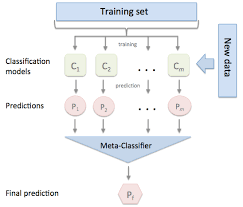 Training set
training
Classification
models
C1
C2
. . .
Cm
New data
prediction
Predictions
P1
P2
. . .
Pm
Meta-Classifier
Final prediction
Pf